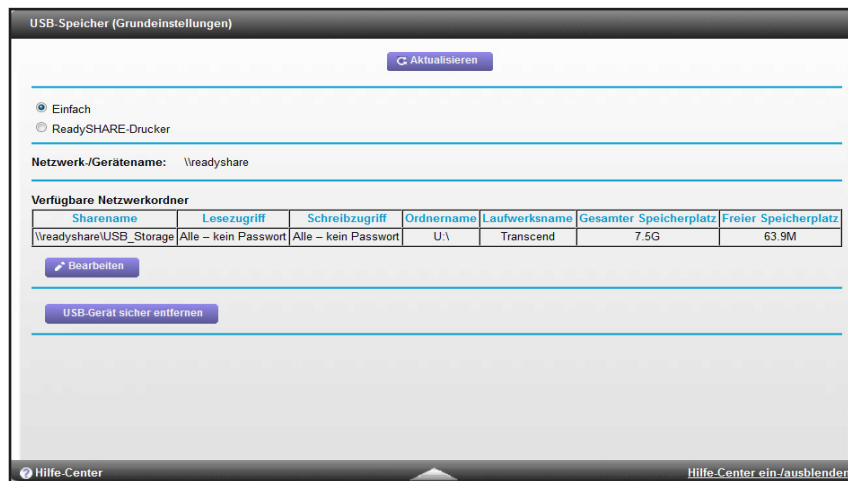 USB-Speicher (Grundeinstellungen)
Aktualisieren
Einfach
ReadySHARE-Drucker
Netzwerk-/Gerätename: \\readyshare
Verfügbare Netzwerkordner
Sharename Lesezugriff Schreibzugriff Ordnername Laufwerksname Gesamter Speicherplatz Freier Speicherplatz
\\readyshare\USB_Storage Alle – kein Passwort Alle – kein Passwort U:\ Transcend 7.5G 63.9M
Bearbeiten
USB-Gerät sicher entfernen
Hilfe-Center Hilfe-Center ein-/ausblenden